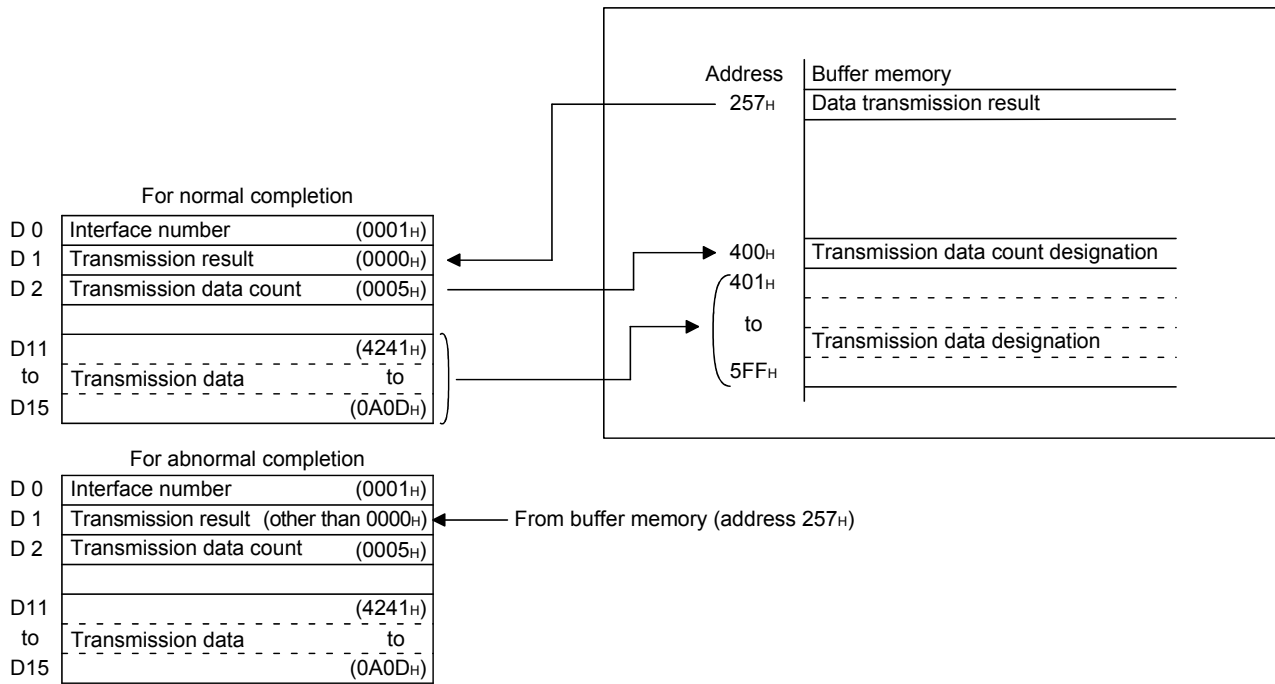 Address Buffer memory
257H Data transmission result
For normal completion
D 0 Interface number (0001H)
D 1 Transmission result (0000H)
D 2 Transmission data count (0005H)
400H Transmission data count designation
401H
to
Transmission data designation
5FFH
D11 (4241H)
to Transmission data to
D15 (0A0DH)
For abnormal completion
D 0 Interface number (0001H)
D 1 Transmission result (other than 0000H) From buffer memory (address 257H)
D 2 Transmission data count (0005H)
D11 (4241H)
to Transmission data to
D15 (0A0DH)